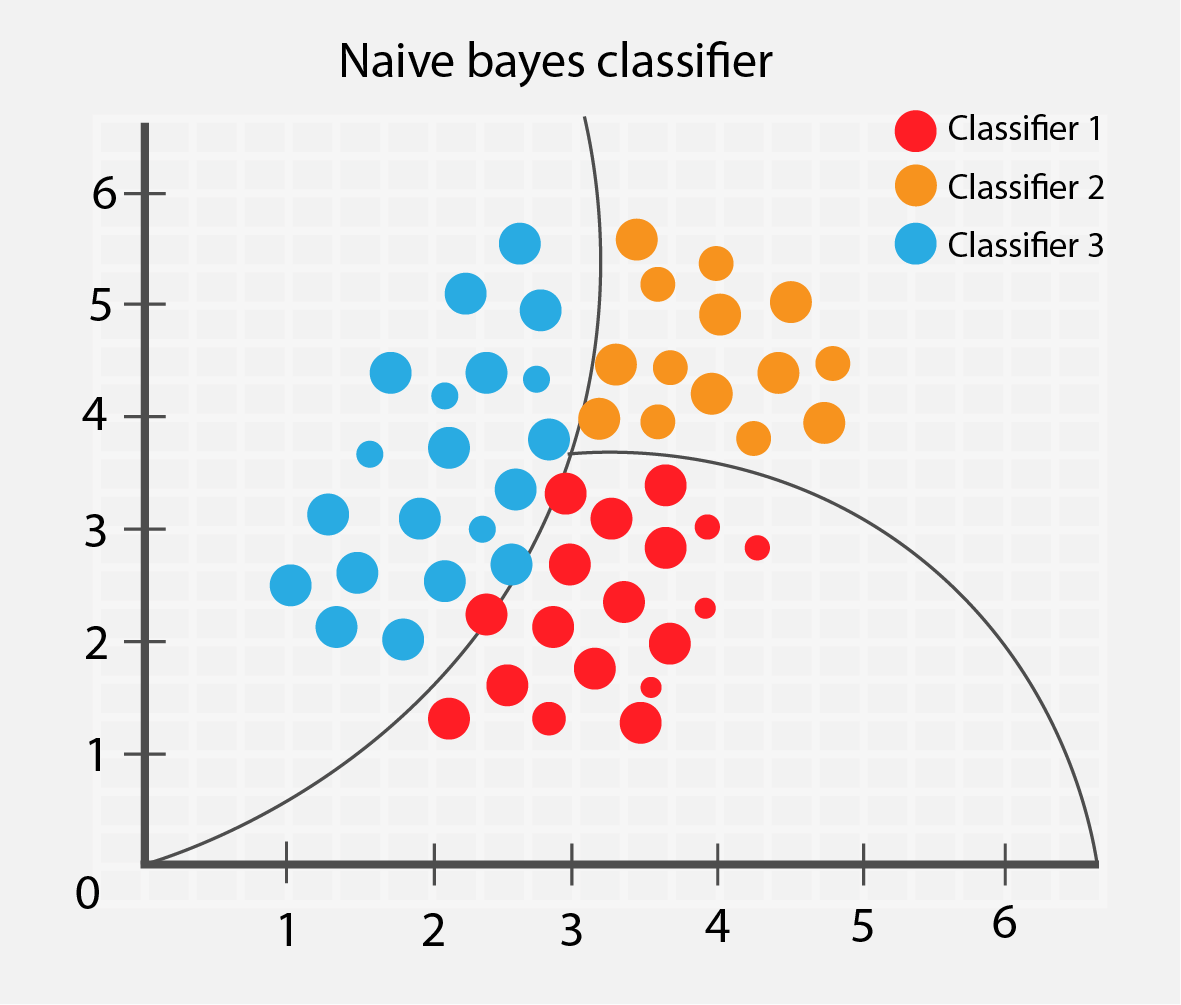 Naive bayes classifier
Classifier 1
Classifier 2
Classifier 3
6
5
4
3
2
1
0
1 2 3 4 5 6